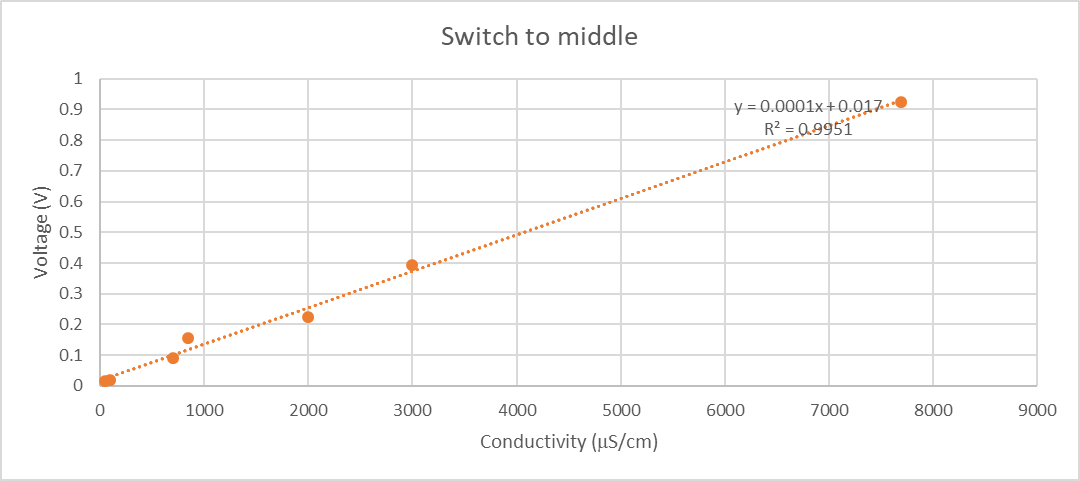 Switch to middle
y = 0.0001x + 0.017
R² = 0.9951
Voltage (V)
1
0.9
0.8
0.7
0.6
0.5
0.4
0.3
0.2
0.1
0
0 1000 2000 3000 4000 5000 6000 7000 8000 9000
Conductivity (µS/cm)